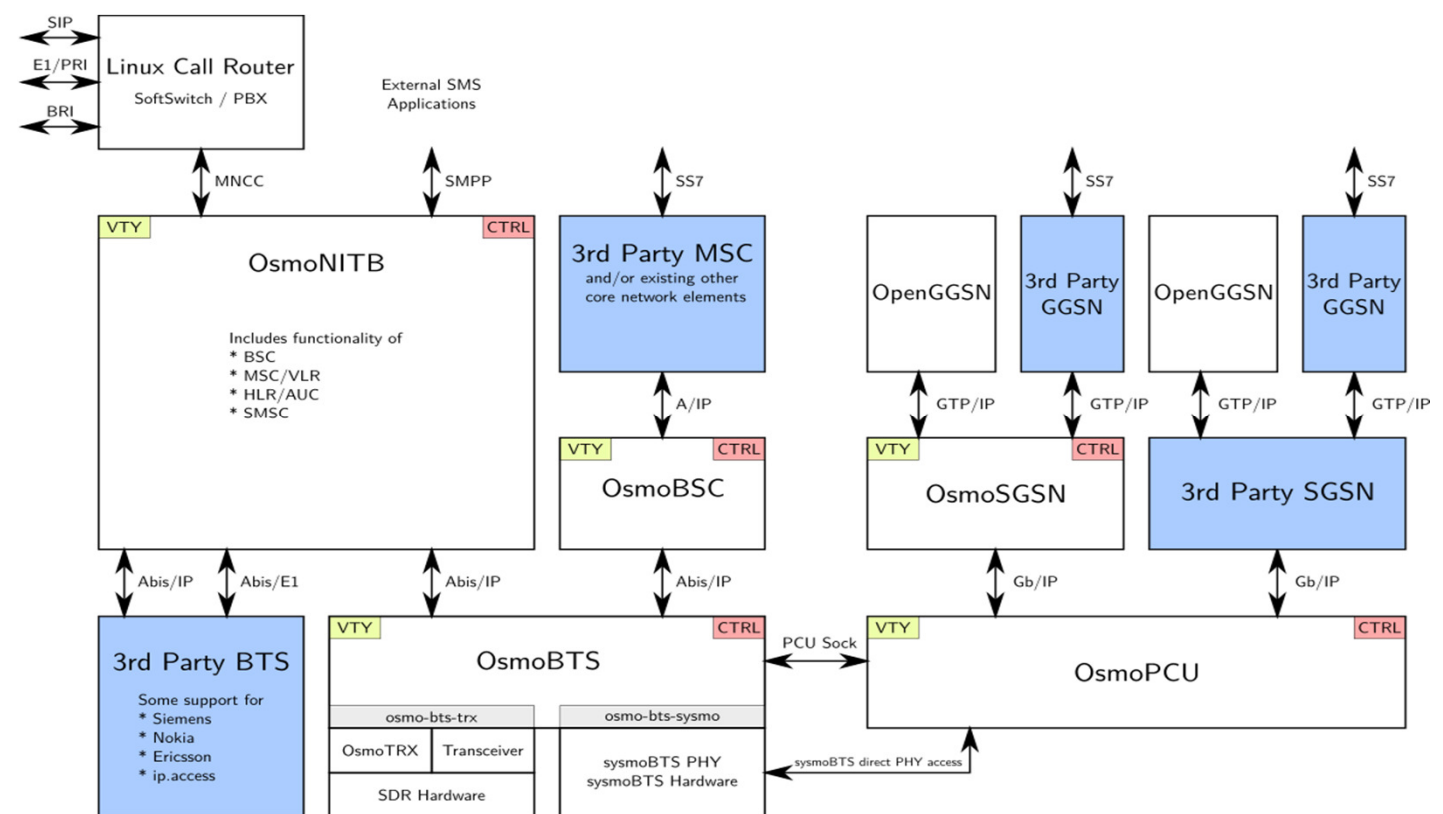 SIP
E1/PRI
BRI
Linux Call Router
SoftSwitch / PBX
External SMS
Applications
MNCC
SMPP
SS7
SS7
SS7
VTY
CTRL
OsmoNITB
Includes functionality of
* BSC
* MSC/VLR
* HLR/AUC
* SMSC
3rd Party MSC
and/or existing other
core network elements
OpenGGSN
3rd Party
GGSN
OpenGGSN
3rd Party
GGSN
A/IP
GTP/IP
GTP/IP
GTP/IP
GTP/IP
VTY
CTRL
OsmoBSC
VTY
CTRL
OsmoSGSN
3rd Party SGSN
Abis/IP
Abis/E1
Abis/IP
Abis/IP
Gb/IP
Gb/IP
3rd Party BTS
Some support for
* Siemens
* Nokia
* Ericsson
* ip.access
VTY
CTRL
OsmoBTS
osmo-bts-trx
osmo-bts-sysmo
OsmoTRX
Transceiver
SDR Hardware
sysmoBTS PHY
sysmoBTS Hardware
PCU Sock
VTY
CTRL
OsmoPCU
sysmoBTS direct PHY access